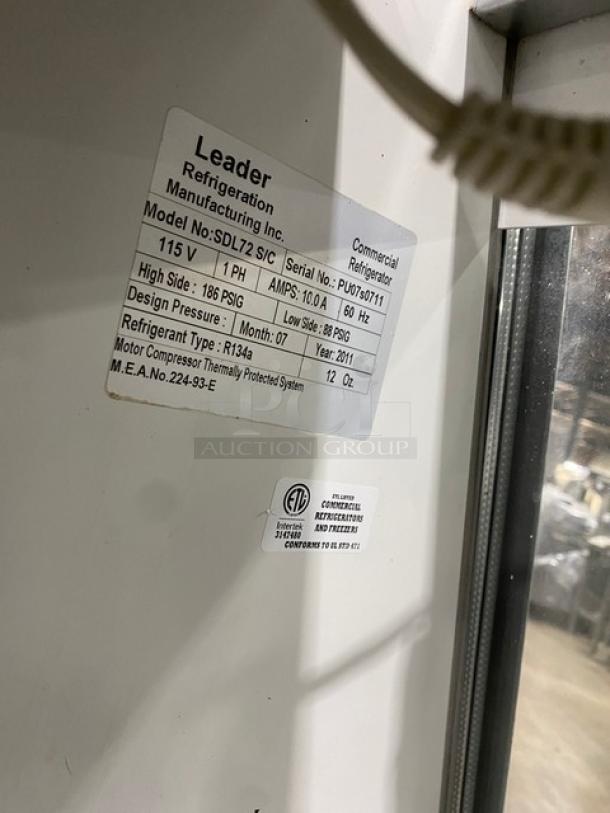 Leader
Refrigeration
Manufacturing Inc.
Commercial
Refrigerator
Model No:SDL72 S/C Serial No.: PU07s0711
115 V 1 PH AMPS: 10.0 A 60 Hz
High Side : 186 PSIG Low Side : 88 PSIG
Design Pressure : Month: 07 Year: 2011
Refrigerant Type : R134a 12 Oz
Motor Compressor Thermally Protected System
M.E.A.No.224-93-E
PCI
AUCTION GROUP
ETL
Intertek
3147480
ETL LISTED
COMMERCIAL
REFRIGERATORS
AND FREEZERS
CONFORMS TO UL STD 471